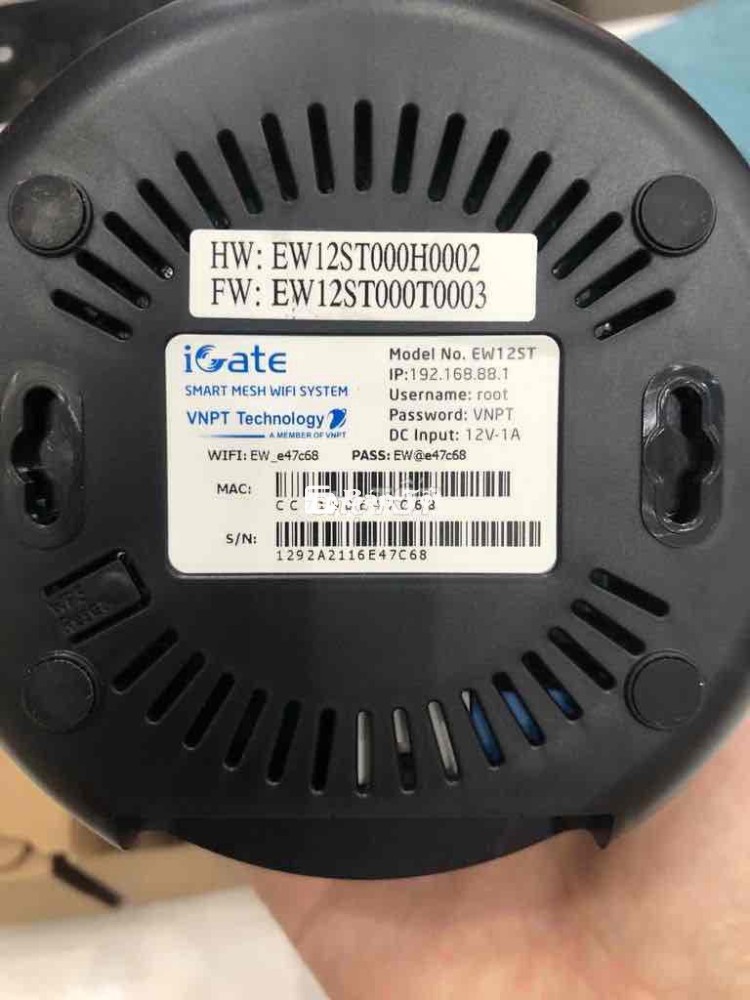 HW: EW12ST000H0002
FW: EW12ST000T0003
iGate
SMART MESH WIFI SYSTEM
VNPT Technology
A MEMBER OF VNPT
Model No. EW12ST
IP:192.168.88.1
Username: root
Password: VNPT
DC Input: 12V-1A
WIFI: EW_e47c68 PASS: EW@e47c68
MAC:
S/N:
1292A2116E47C68